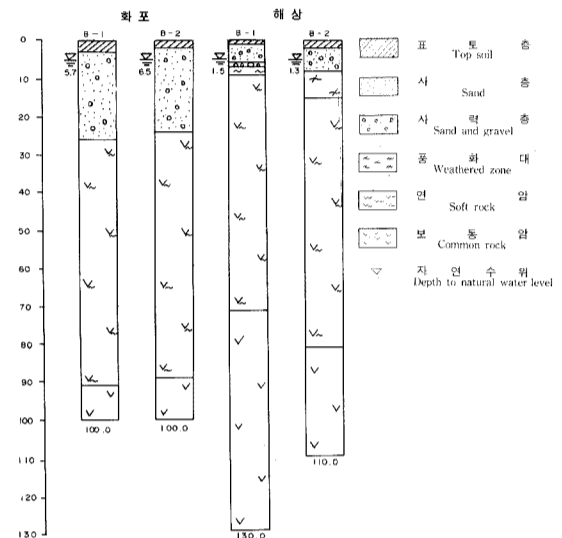 화 포
해 상
B-1
B-2
B-1
B-2
0
10
20
30
40
50
60
70
80
90
100
110
120
130
5.7
6.5
1.5
1.3
100.0
100.0
130.0
110.0
표 토 층
Top soil
사 층
Sand
사 력 층
Sand and gravel
풍 화 대
Weathered zone
연 암
Soft rock
보 통 암
Common rock
자 연 수 위
Depth to natural water level